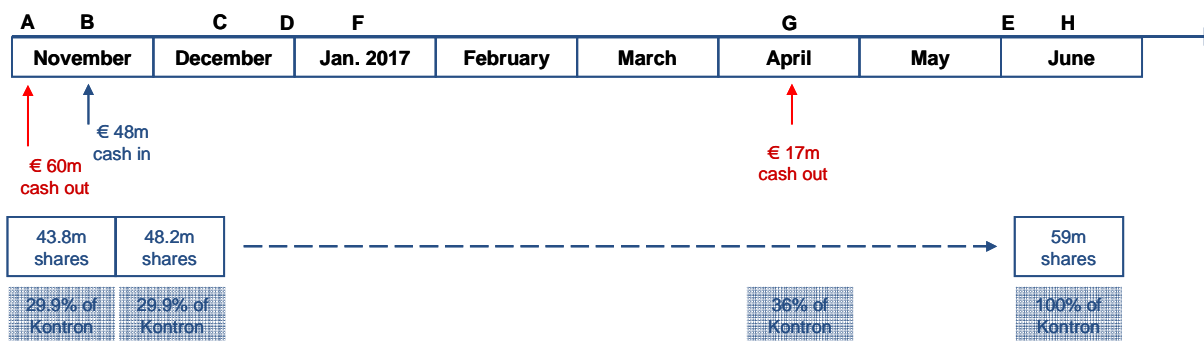 A B C D F G E H
November December Jan. 2017 February March April May June
€ 48m
cash in
€ 60m
cash out
€ 17m
cash out
43.8m
shares
48.2m
shares
59m
shares
29.9% of
Kontron
29.9% of
Kontron
36% of
Kontron
100% of
Kontron